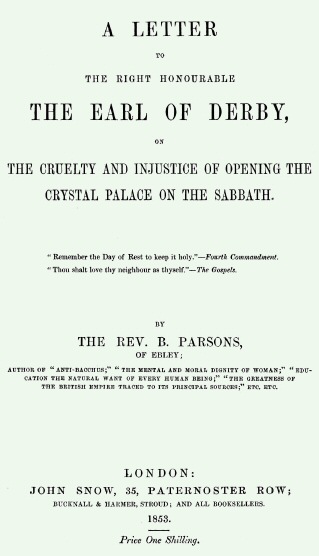 A LETTER
TO
THE RIGHT HONOURABLE
THE EARL OF DERBY,
ON
THE CRUELTY AND INJUSTICE OF OPENING THE
CRYSTAL PALACE ON THE SABBATH.
"Remember the Day of Rest to keep it holy."—Fourth Commandment.
"Thou shalt love thy neighbour as thyself."—The Gospels.
BY
THE REV. B. PARSONS,
OF EBLEY;
AUTHOR OF "ANTI-BACCHUS;" "THE MENTAL AND MORAL DIGNITY OF WOMAN;" "EDU-
CATION THE NATURAL WANT OF EVERY HUMAN BEING;" "THE GREATNESS OF
THE BRITISH EMPIRE TRACED TO ITS PRINCIPAL SOURCES;" ETC. ETC.
LONDON:
JOHN SNOW, 35, PATERNOSTER ROW;
BUCKNALL & HARMER, STROUD; AND ALL BOOKSELLERS.
1853.
Price One Shilling.